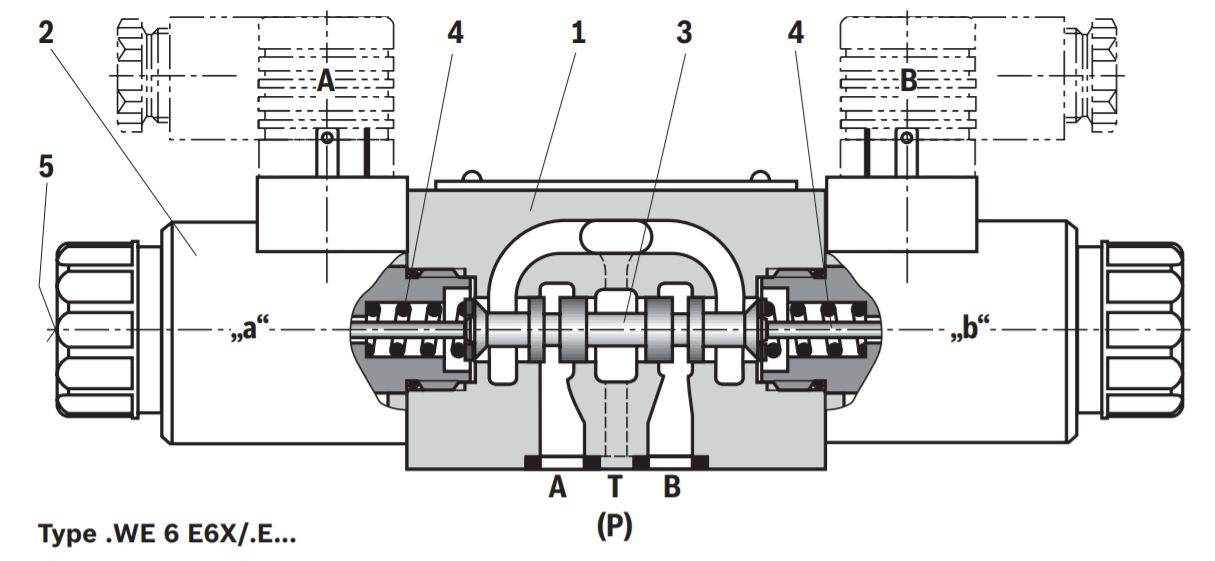 2 4 1 3 4
A B
5
„a“ „b“
A T B
(P)
Type .WE 6 E6X/.E...